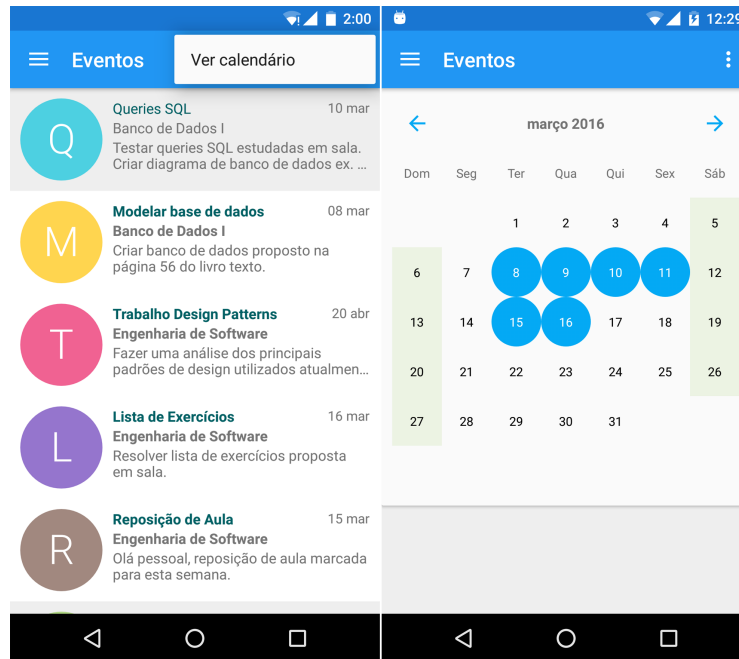 2:00
Eventos
Ver calendário
Q
Queries SQL 10 mar
Banco de Dados I
Testar queries SQL estudadas em sala.
Criar diagrama de banco de dados ex. ...
M
Modelar base de dados 08 mar
Banco de Dados I
Criar banco de dados proposto na
página 56 do livro texto.
T
Trabalho Design Patterns 20 abr
Engenharia de Software
Fazer uma análise dos principais
padrões de design utilizados atualmen...
L
Lista de Exercícios 16 mar
Engenharia de Software
Resolver lista de exercícios proposta
em sala.
R
Reposição de Aula 15 mar
Engenharia de Software
Olá pessoal, reposição de aula marcada
para esta semana.
12:29
Eventos
março 2016
Dom Seg Ter Qua Qui Sex Sáb
1 2 3 4 5
6 7 8 9 10 11 12
13 14 15 16 17 18 19
20 21 22 23 24 25 26
27 28 29 30 31